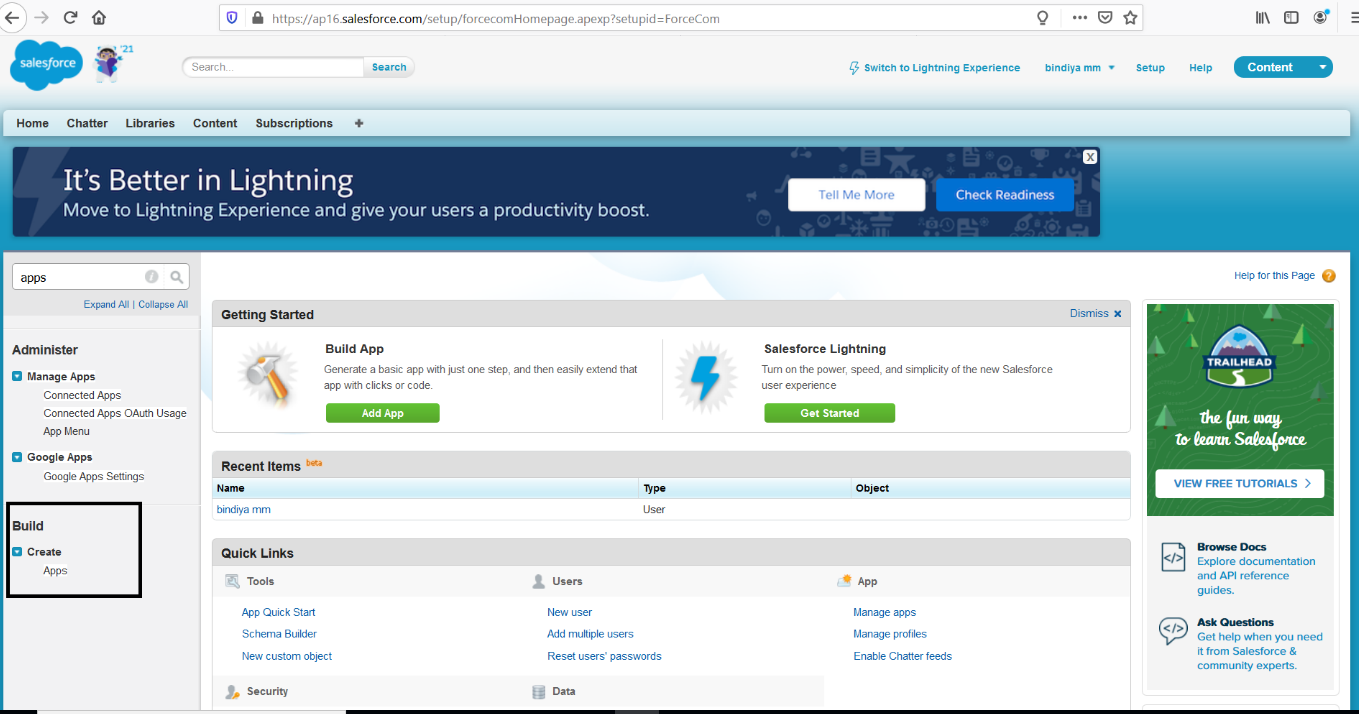 https://ap16.salesforce.com/setup/forcecomHomepage.apexp?setupid=ForceCom
salesforce
'21
Search...
Search
Switch to Lightning Experience
bindiya mm
Setup
Help
Content
Home
Chatter
Libraries
Content
Subscriptions
+
It's Better in Lightning
Move to Lightning Experience and give your users a productivity boost.
Tell Me More
Check Readiness
X
apps
Expand All | Collapse All
Administer
Manage Apps
Connected Apps
Connected Apps OAuth Usage
App Menu
Google Apps
Google Apps Settings
Build
Create
Apps
Help for this Page
Getting Started
Dismiss
Build App
Generate a basic app with just one step, and then easily extend that
app with clicks or code.
Add App
Salesforce Lightning
Turn on the power, speed, and simplicity of the new Salesforce
user experience
Get Started
Recent Items beta
Name
Type
Object
bindiya mm
User
Quick Links
Tools
App Quick Start
Schema Builder
New custom object
Users
New user
Add multiple users
Reset users' passwords
App
Manage apps
Manage profiles
Enable Chatter feeds
Security
Data
TRAILHEAD
the fun way
to learn Salesforce
VIEW FREE TUTORIALS
Browse Docs
Explore documentation
and API reference
guides.
Ask Questions
Get help when you need
it from Salesforce &
community experts.